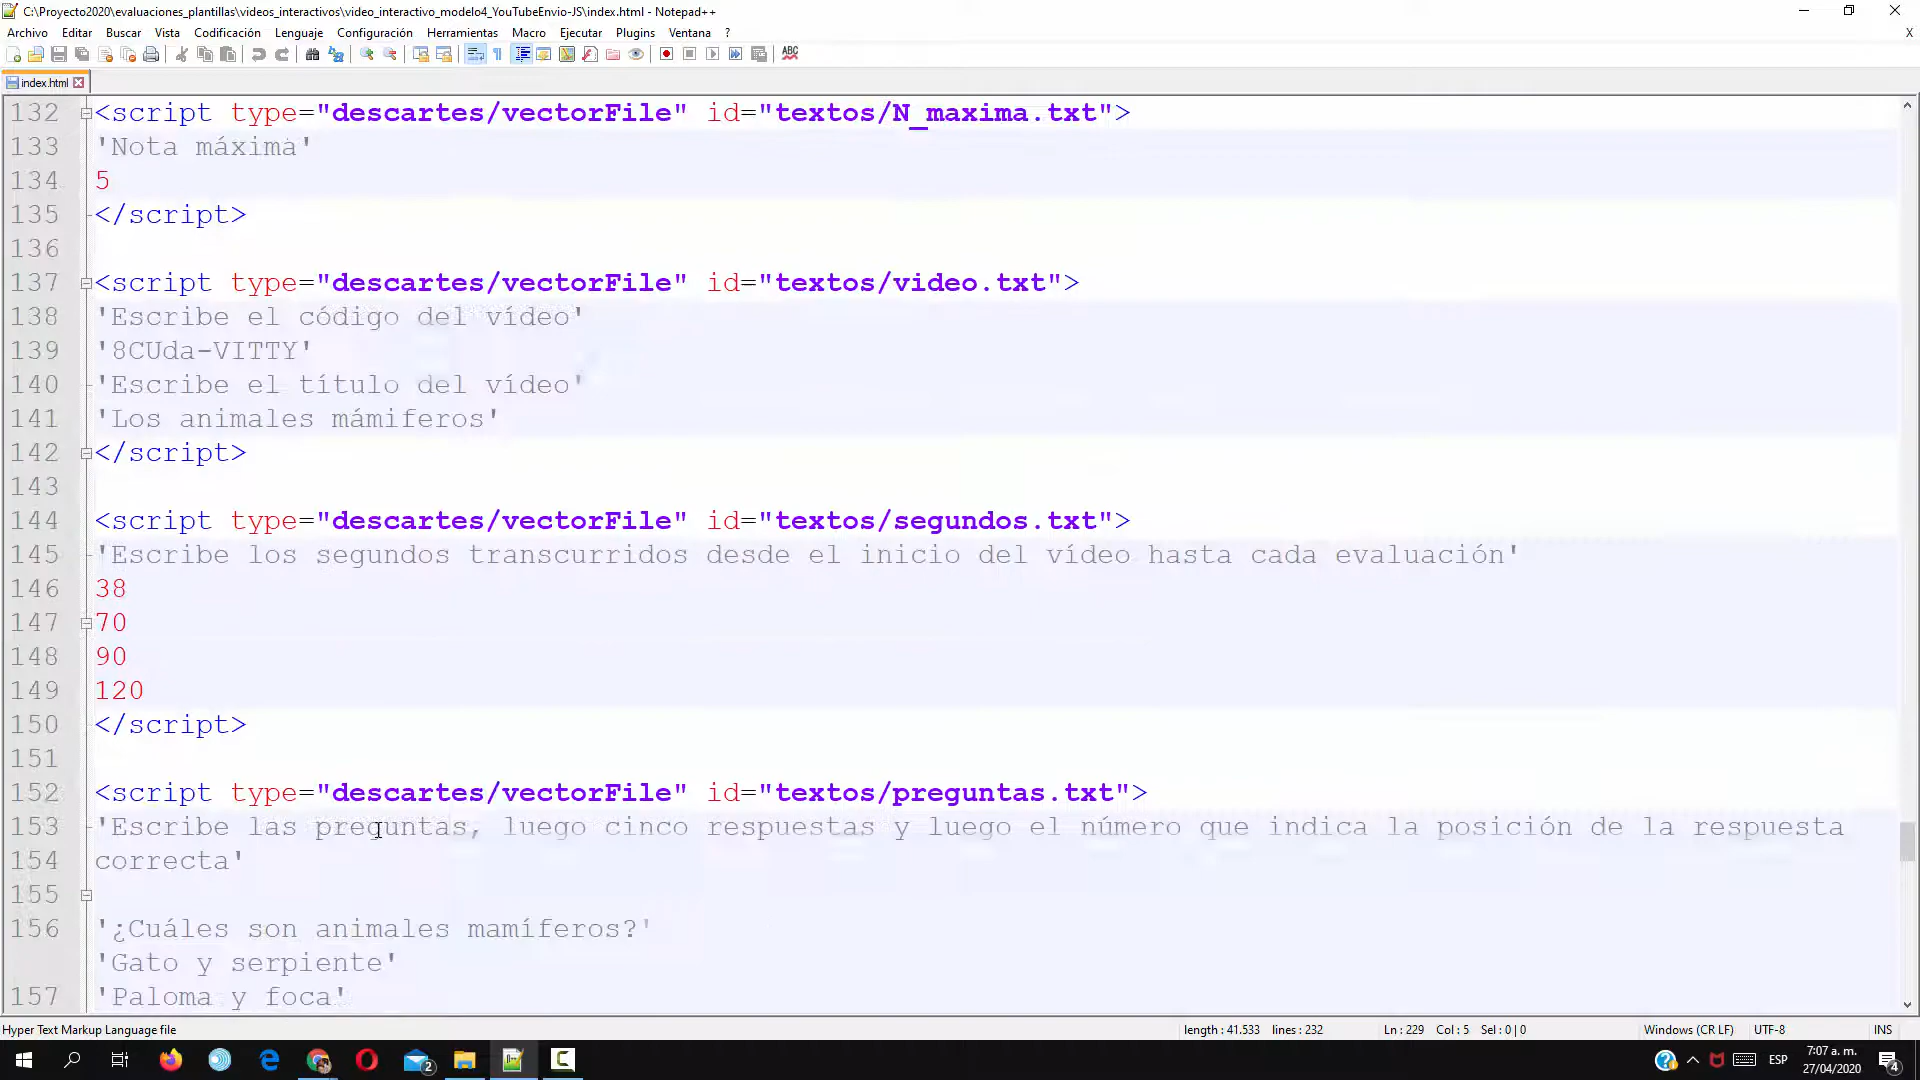 C:\Proyecto2020\evaluaciones_plantillas\videos_interactivos\video_interactivo_modelo4_YouTubeEnvio-JS\index.html - Notepad++
Archivo Editar Buscar Vista Codificación Lenguaje Configuración Herramientas Macro Ejecutar Plugins Ventana ? X
ABC
index.html
132 <script type="descartes/vectorFile" id="textos/N_maxima.txt">
133 'Nota máxima'
134 5
135 </script>
136
137 <script type="descartes/vectorFile" id="textos/video.txt">
138 'Escribe el código del vídeo'
139 '8CUda-VITTY'
140 'Escribe el título del vídeo'
141 'Los animales mámiferos'
142 </script>
143
144 <script type="descartes/vectorFile" id="textos/segundos.txt">
145 'Escribe los segundos transcurridos desde el inicio del vídeo hasta cada evaluación'
146 38
147 70
148 90
149 120
150 </script>
151
152 <script type="descartes/vectorFile" id="textos/preguntas.txt">
153 'Escribe las preguntas, luego cinco respuestas y luego el número que indica la posición de la respuesta
154 correcta'
155
156 '¿Cuáles son animales mamíferos?'
'Gato y serpiente'
157 'Paloma y foca'
Hyper Text Markup Language file length : 41.533 lines : 232 Ln : 229 Col : 5 Sel : 0 | 0 Windows (CR LF) UTF-8 INS
2 ESP 7:07 a. m. 4
27/04/2020